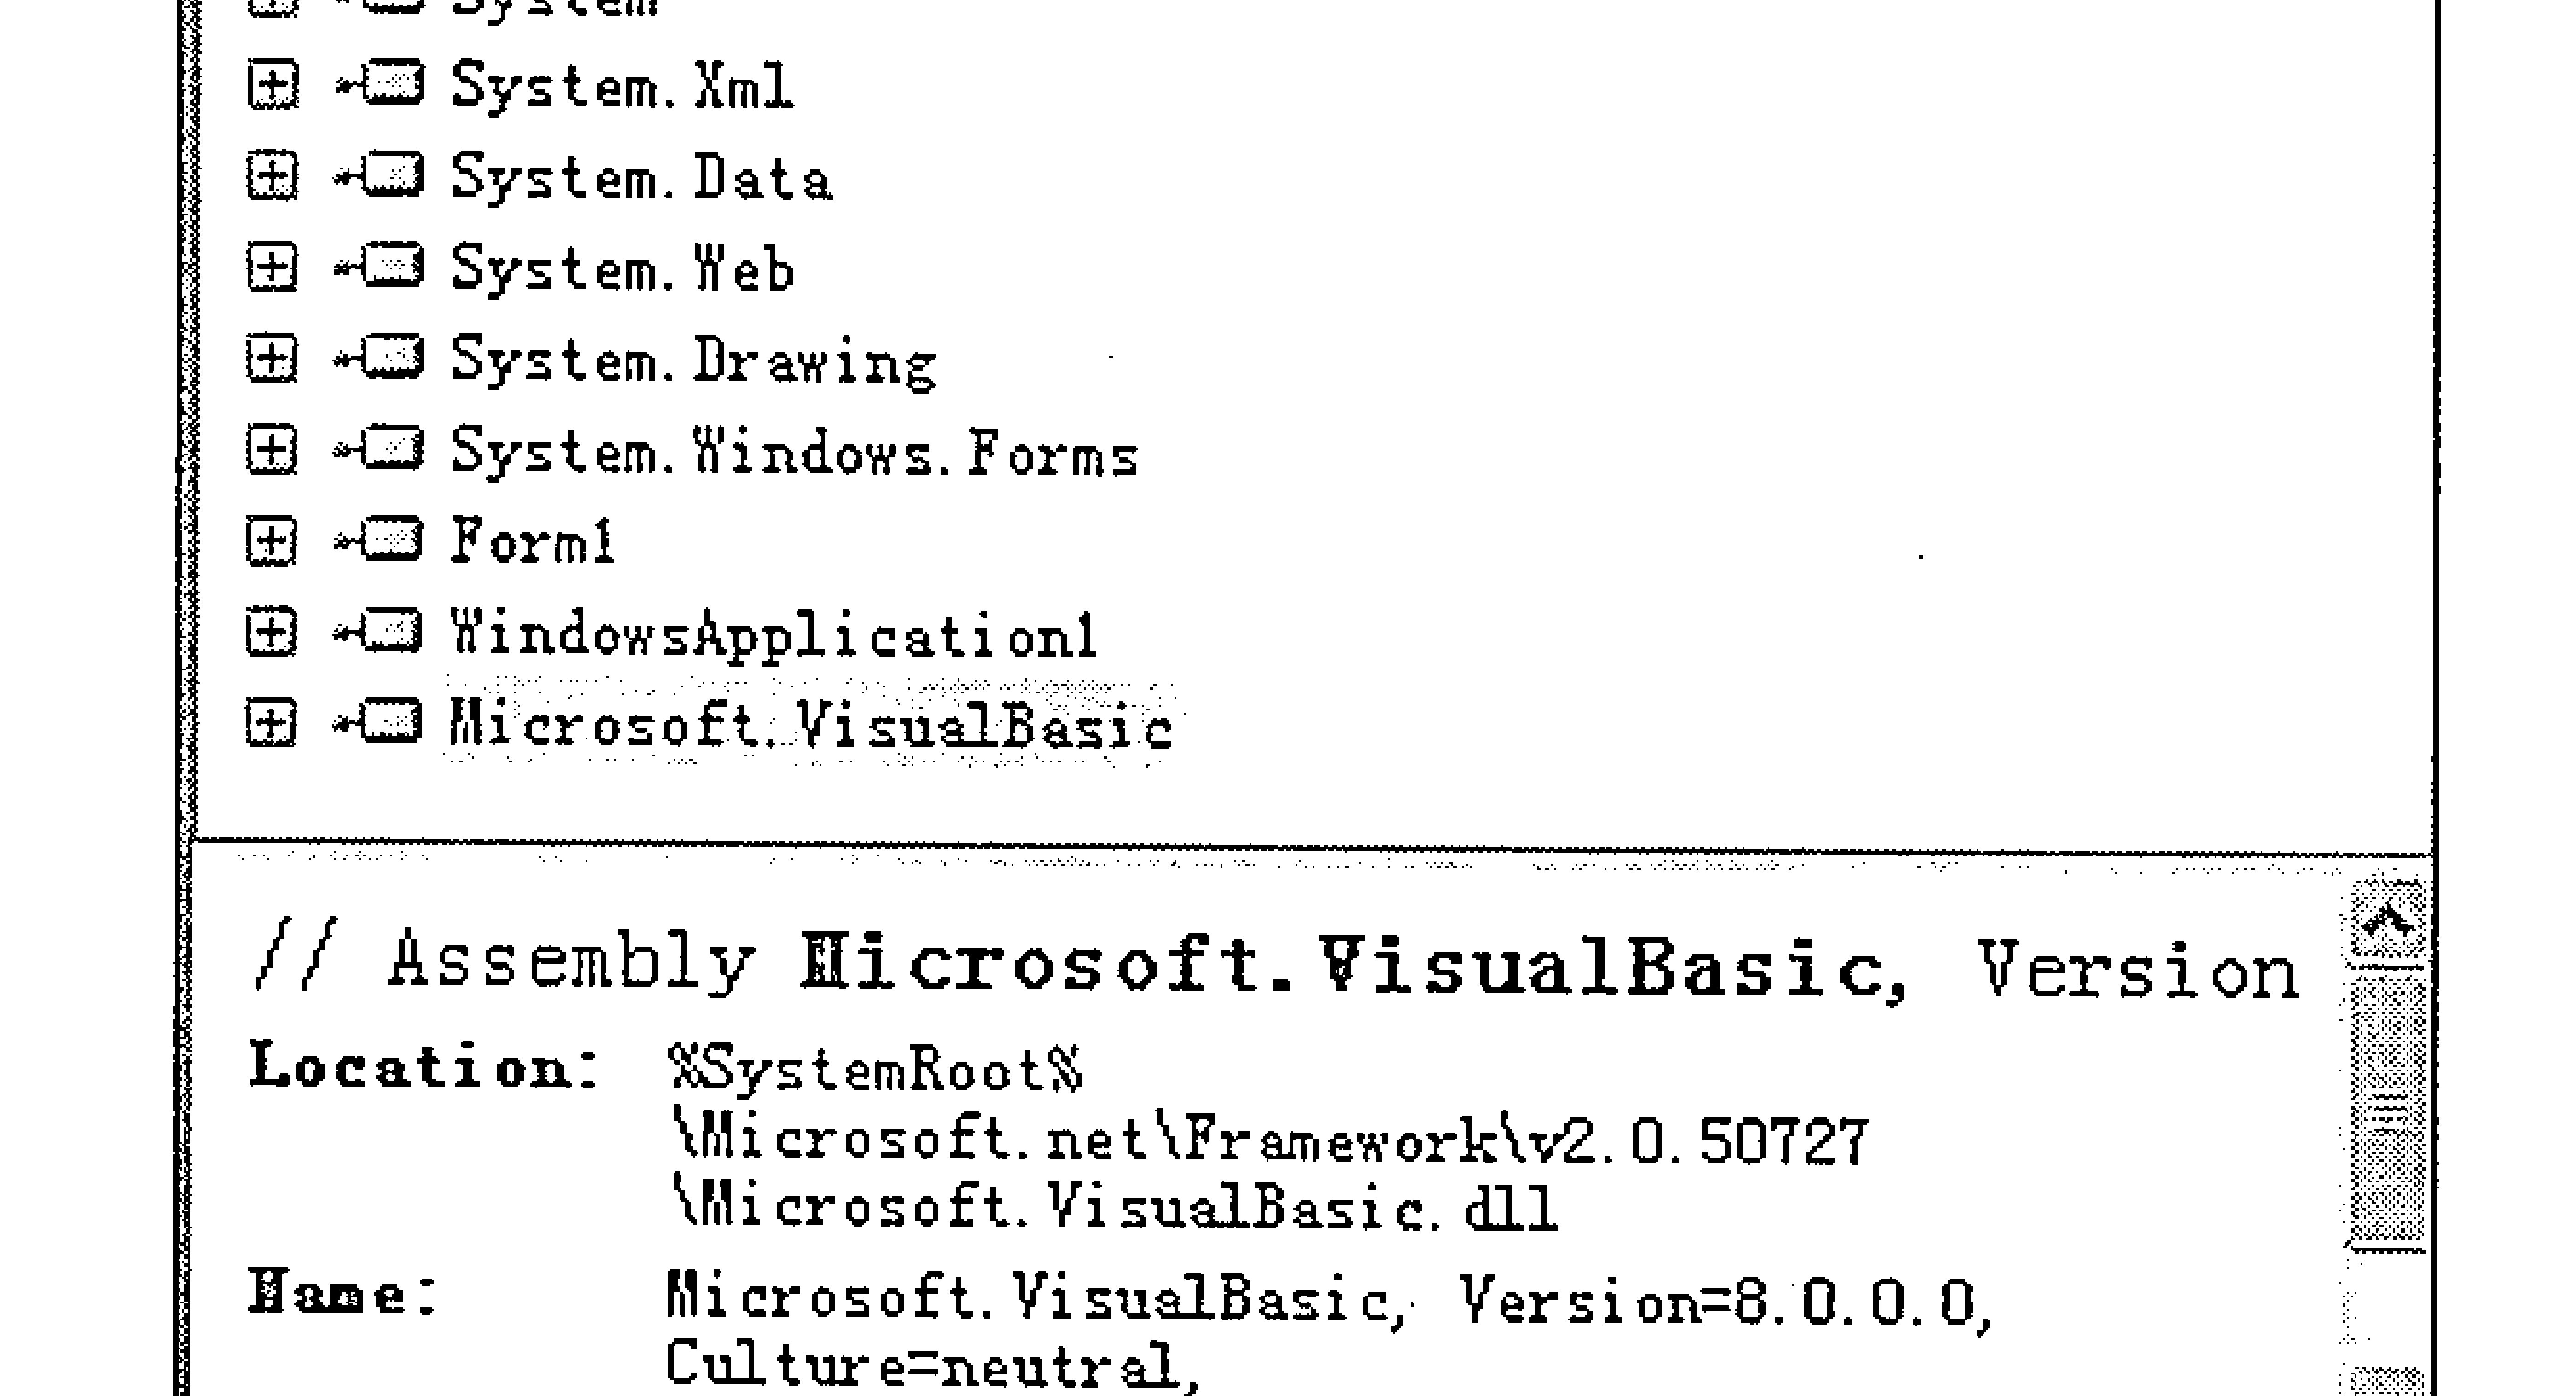 System
System.Xml
System.Data
System.Web
System.Drawing
System.Windows.Forms
Form1
WindowsApplication1
Microsoft.VisualBasic
// Assembly Microsoft.VisualBasic, Version
Location: %SystemRoot%
\Microsoft.net\Framework\v2.0.50727
\Microsoft.VisualBasic.dll
Name: Microsoft.VisualBasic, Version=8.0.0.0,
Culture=neutral,